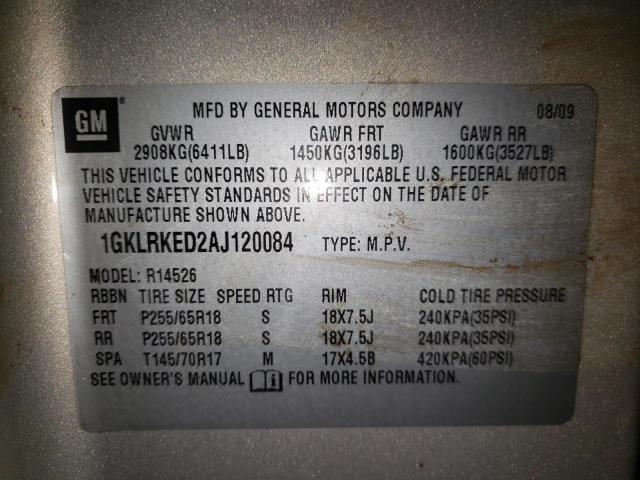 GM ®
MFD BY GENERAL MOTORS COMPANY 08/09
GVWR GAWR FRT GAWR RR
2908KG(6411LB) 1450KG(3196LB) 1600KG(3527LB)
THIS VEHICLE CONFORMS TO ALL APPLICABLE U.S. FEDERAL MOTOR
VEHICLE SAFETY STANDARDS IN EFFECT ON THE DATE OF
MANUFACTURE SHOWN ABOVE.
1GKLRKED2AJ120084 TYPE: M.P.V.
MODEL: R14526
RBBN TIRE SIZE SPEED RTG RIM COLD TIRE PRESSURE
FRT P255/65R18 S 18X7.5J 240KPA(35PSI)
RR P255/65R18 S 18X7.5J 240KPA(35PSI)
SPA T145/70R17 M 17X4.5B 420KPA(60PSI)
SEE OWNER'S MANUAL FOR MORE INFORMATION.